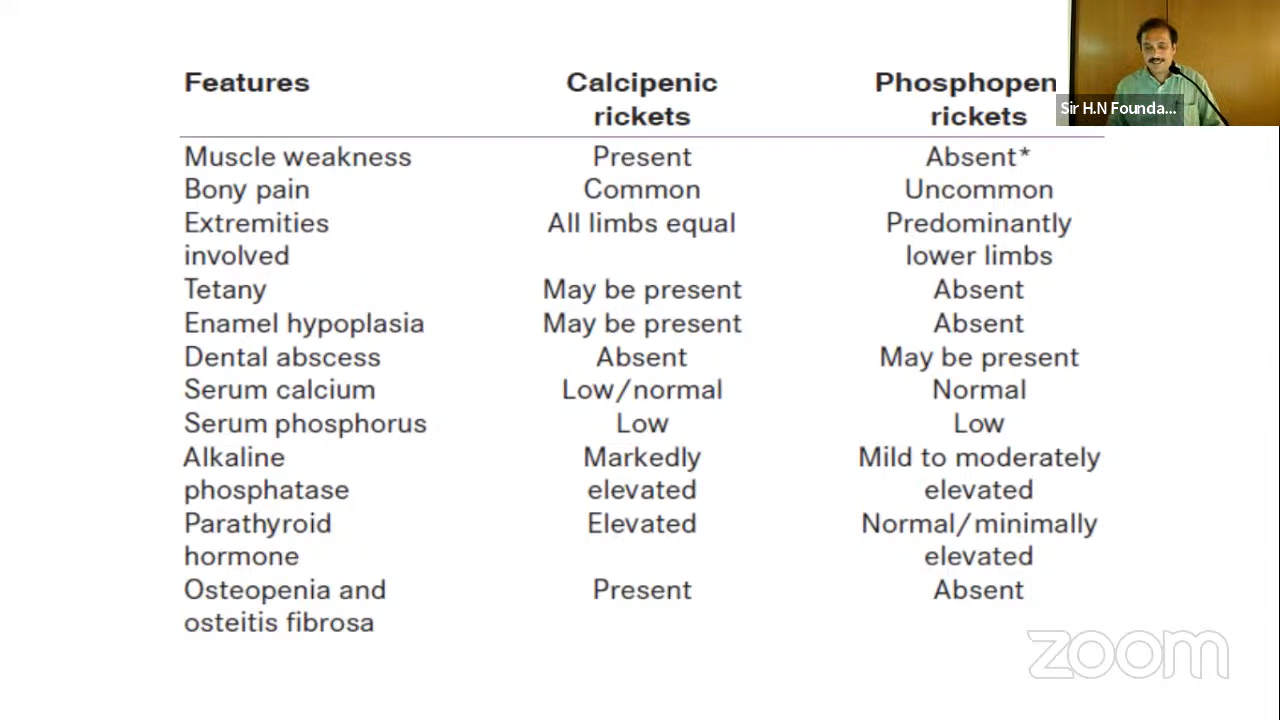 Features Calcipenic Phosphopen
rickets rickets
Sir H.N Founda...
Muscle weakness Present Absent*
Bony pain Common Uncommon
Extremities All limbs equal Predominantly
involved lower limbs
Tetany May be present Absent
Enamel hypoplasia May be present Absent
Dental abscess Absent May be present
Serum calcium Low/normal Normal
Serum phosphorus Low Low
Alkaline Markedly Mild to moderately
phosphatase elevated elevated
Parathyroid Elevated Normal/minimally
hormone elevated
Osteopenia and Present Absent
osteitis fibrosa
zoom